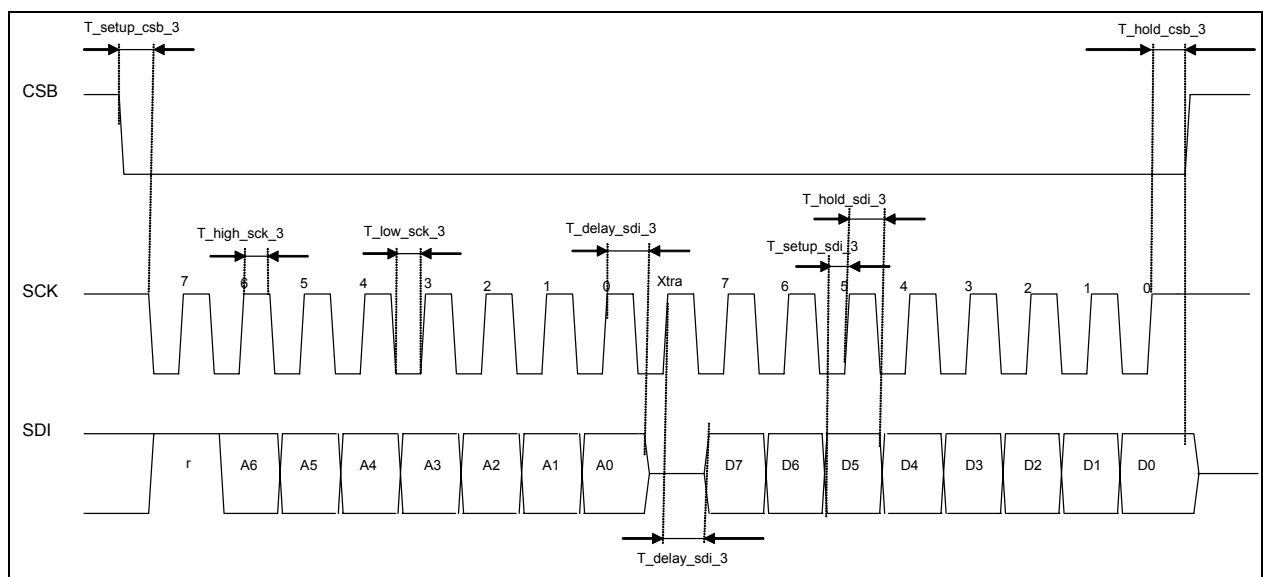 T_setup_csb_3
T_hold_csb_3
CSB
T_hold_sdi_3
T_high_sck_3 T_low_sck_3 T_delay_sdi_3
T_setup_sdi_3
SCK 7 6 5 4 3 2 1 0 Xtra 7 6 5 4 3 2 1 0
SDI
r A6 A5 A4 A3 A2 A1 A0 D7 D6 D5 D4 D3 D2 D1 D0
T_delay_sdi_3